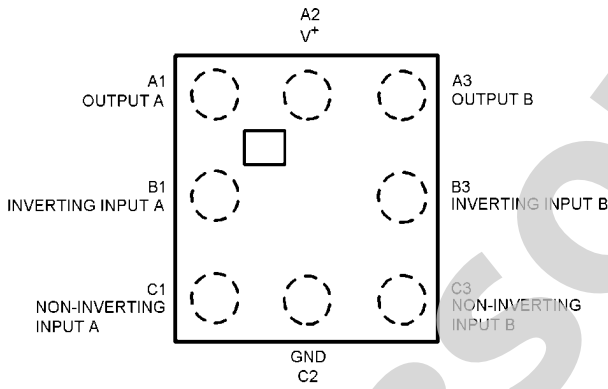 A2
V+
A1
OUTPUT A
A3
OUTPUT B
B1
INVERTING INPUT A
B3
INVERTING INPUT B
C1
NON-INVERTING
INPUT A
C3
NON-INVERTING
INPUT B
GND
C2